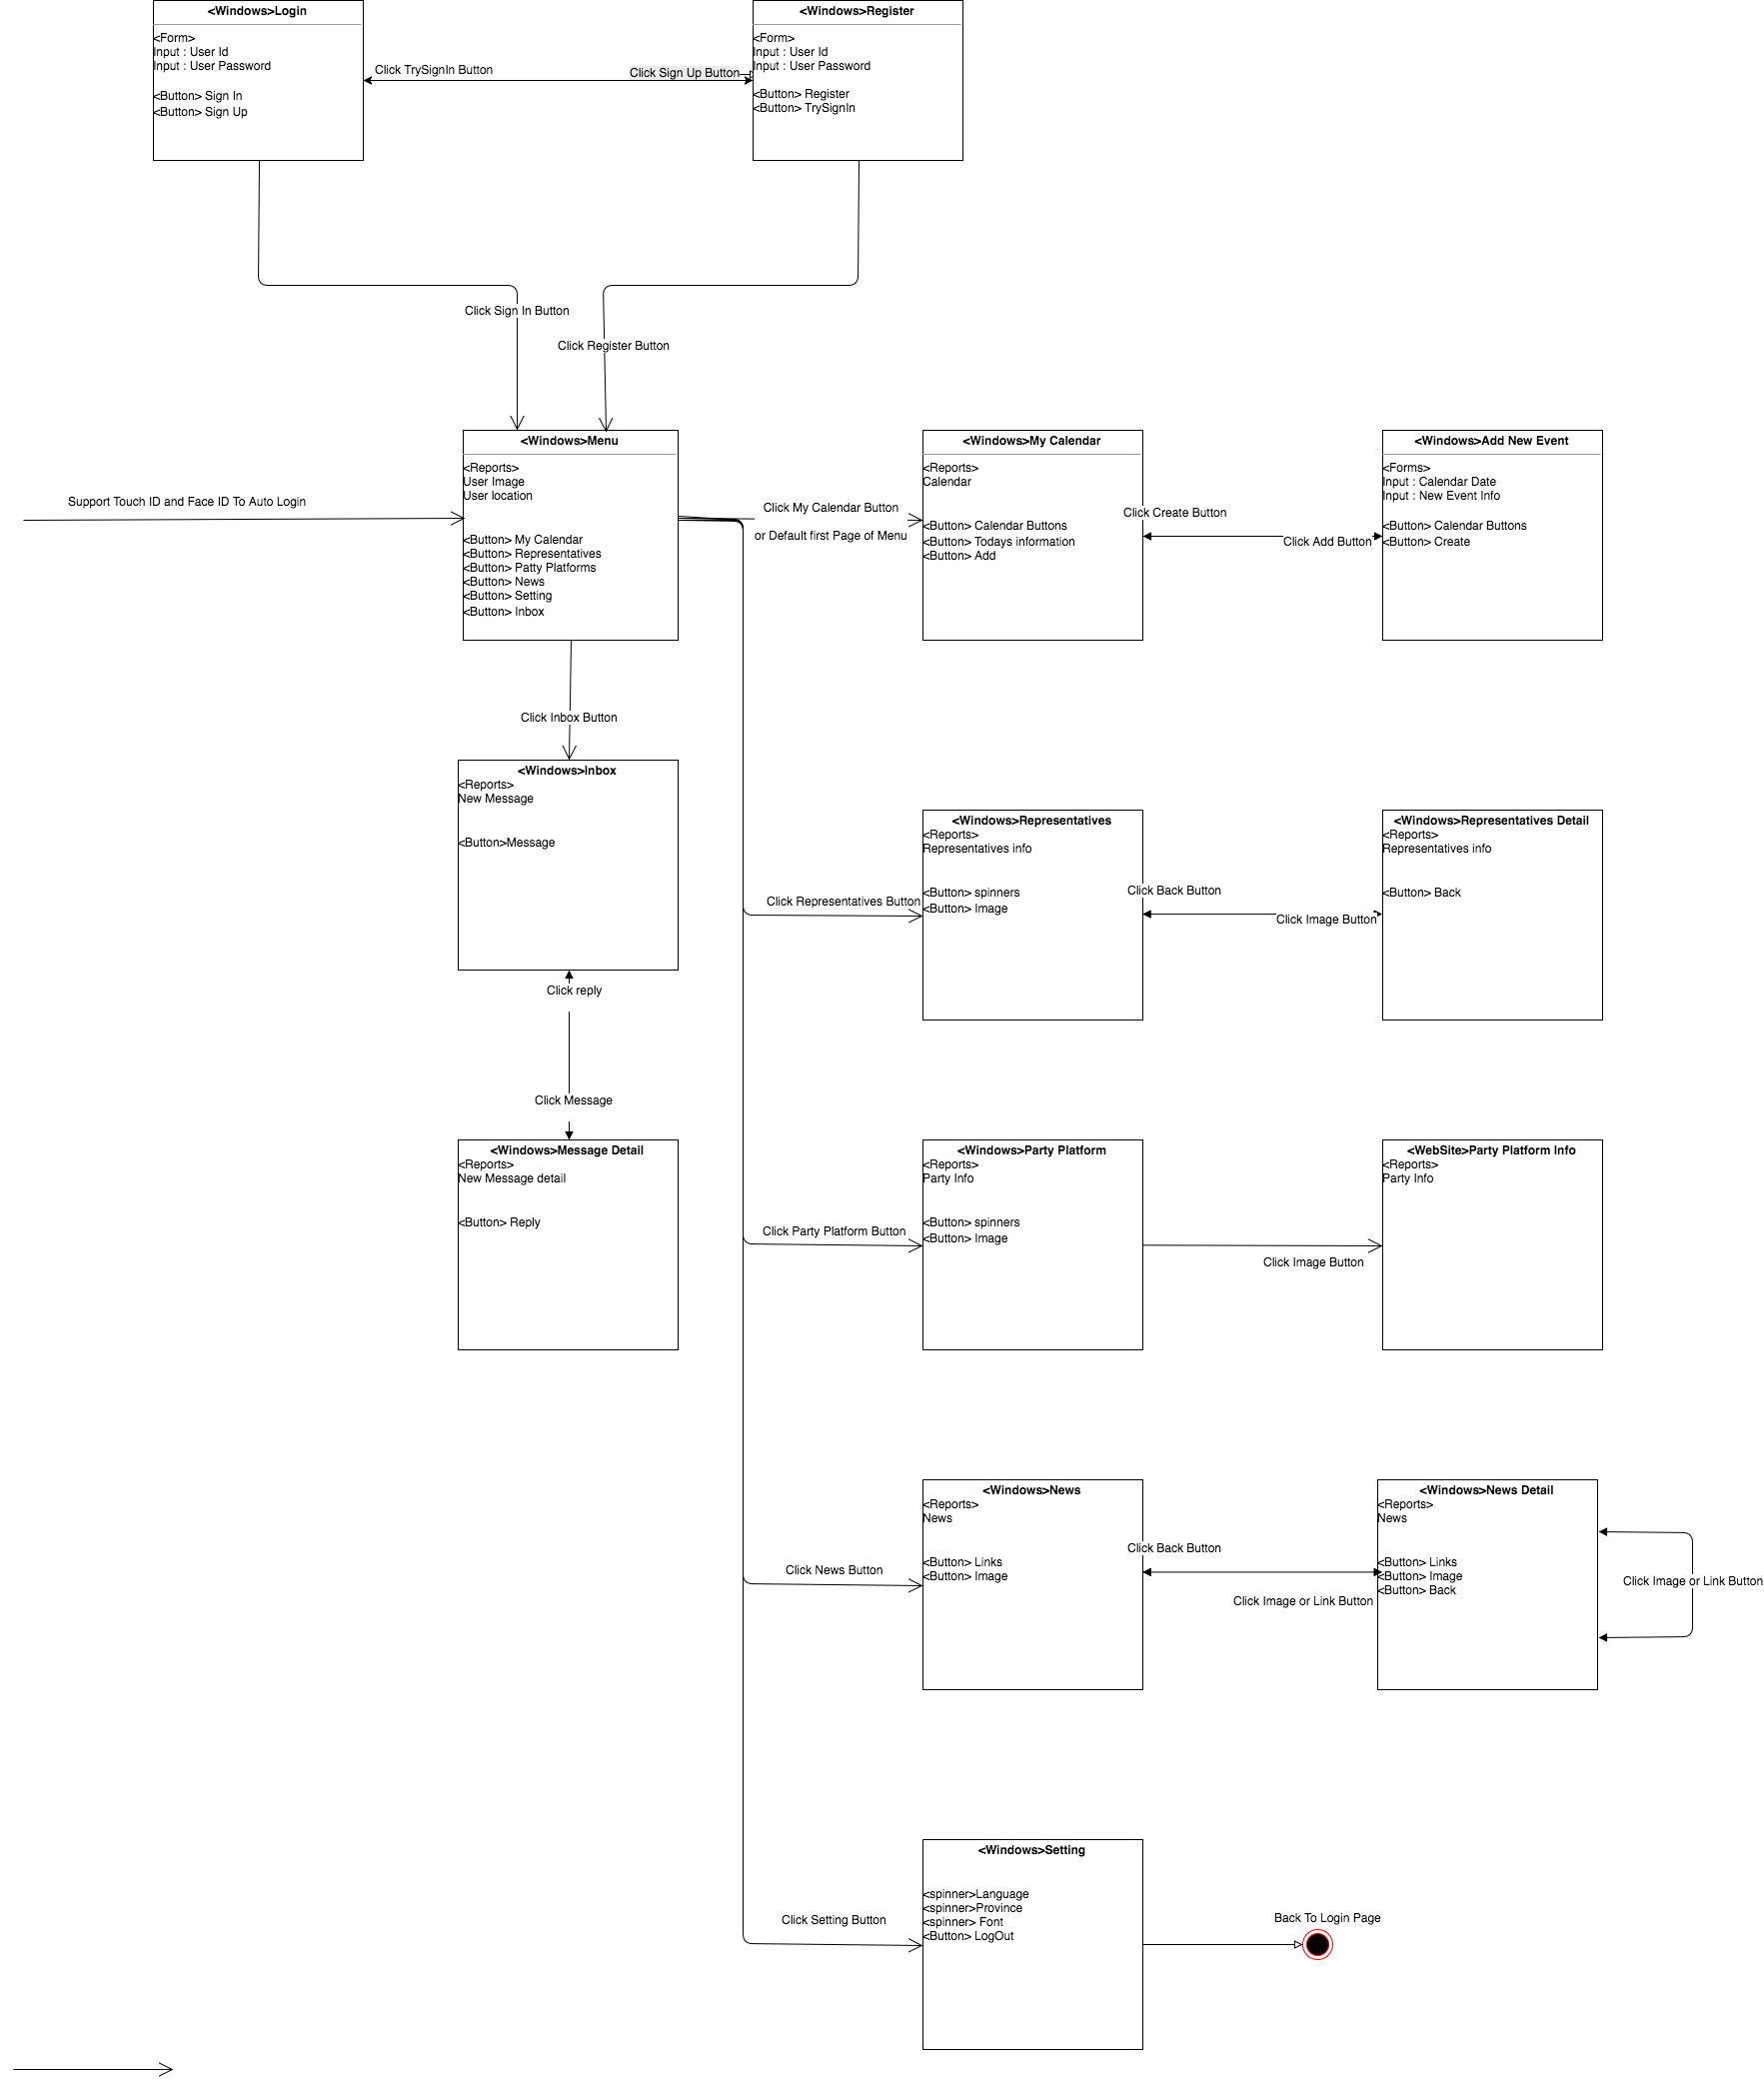 <Windows>Login
<Form>
Input : User Id
Input : User Password
<Button> Sign In
<Button> Sign Up
Click TrySignIn Button
Click Sign Up Button
<Windows>Register
<Form>
Input : User Id
Input : User Password
<Button> Register
<Button> TrySignIn
Click Sign In Button
Click Register Button
Support Touch ID and Face ID To Auto Login
<Windows>Menu
<Reports>
User Image
User location
<Button> My Calendar
<Button> Representatives
<Button> Patty Platforms
<Button> News
<Button> Setting
<Button> Inbox
Click My Calendar Button
or Default first Page of Menu
<Windows>My Calendar
<Reports>
Calendar
<Button> Calendar Buttons
<Button> Todays information
<Button> Add
Click Create Button
Click Add Button
<Windows>Add New Event
<Forms>
Input : Calendar Date
Input : New Event Info
<Button> Calendar Buttons
<Button> Create
Click Inbox Button
<Windows>Inbox
<Reports>
New Message
<Button>Message
Click Representatives Button
<Windows>Representatives
<Reports>
Representatives info
<Button> spinners
<Button> Image
Click Back Button
Click Image Button
<Windows>Representatives Detail
<Reports>
Representatives info
<Button> Back
Click reply
Click Message
<Windows>Message Detail
<Reports>
New Message detail
<Button> Reply
Click Party Platform Button
<Windows>Party Platform
<Reports>
Party Info
<Button> spinners
<Button> Image
Click Image Button
<WebSite>Party Platform Info
<Reports>
Party Info
Click News Button
<Windows>News
<Reports>
News
<Button> Links
<Button> Image
Click Back Button
Click Image or Link Button
<Windows>News Detail
<Reports>
News
<Button> Links
<Button> Image
<Button> Back
Click Image or Link Button
Click Setting Button
<Windows>Setting
<spinner>Language
<spinner>Province
<spinner> Font
<Button> LogOut
Back To Login Page